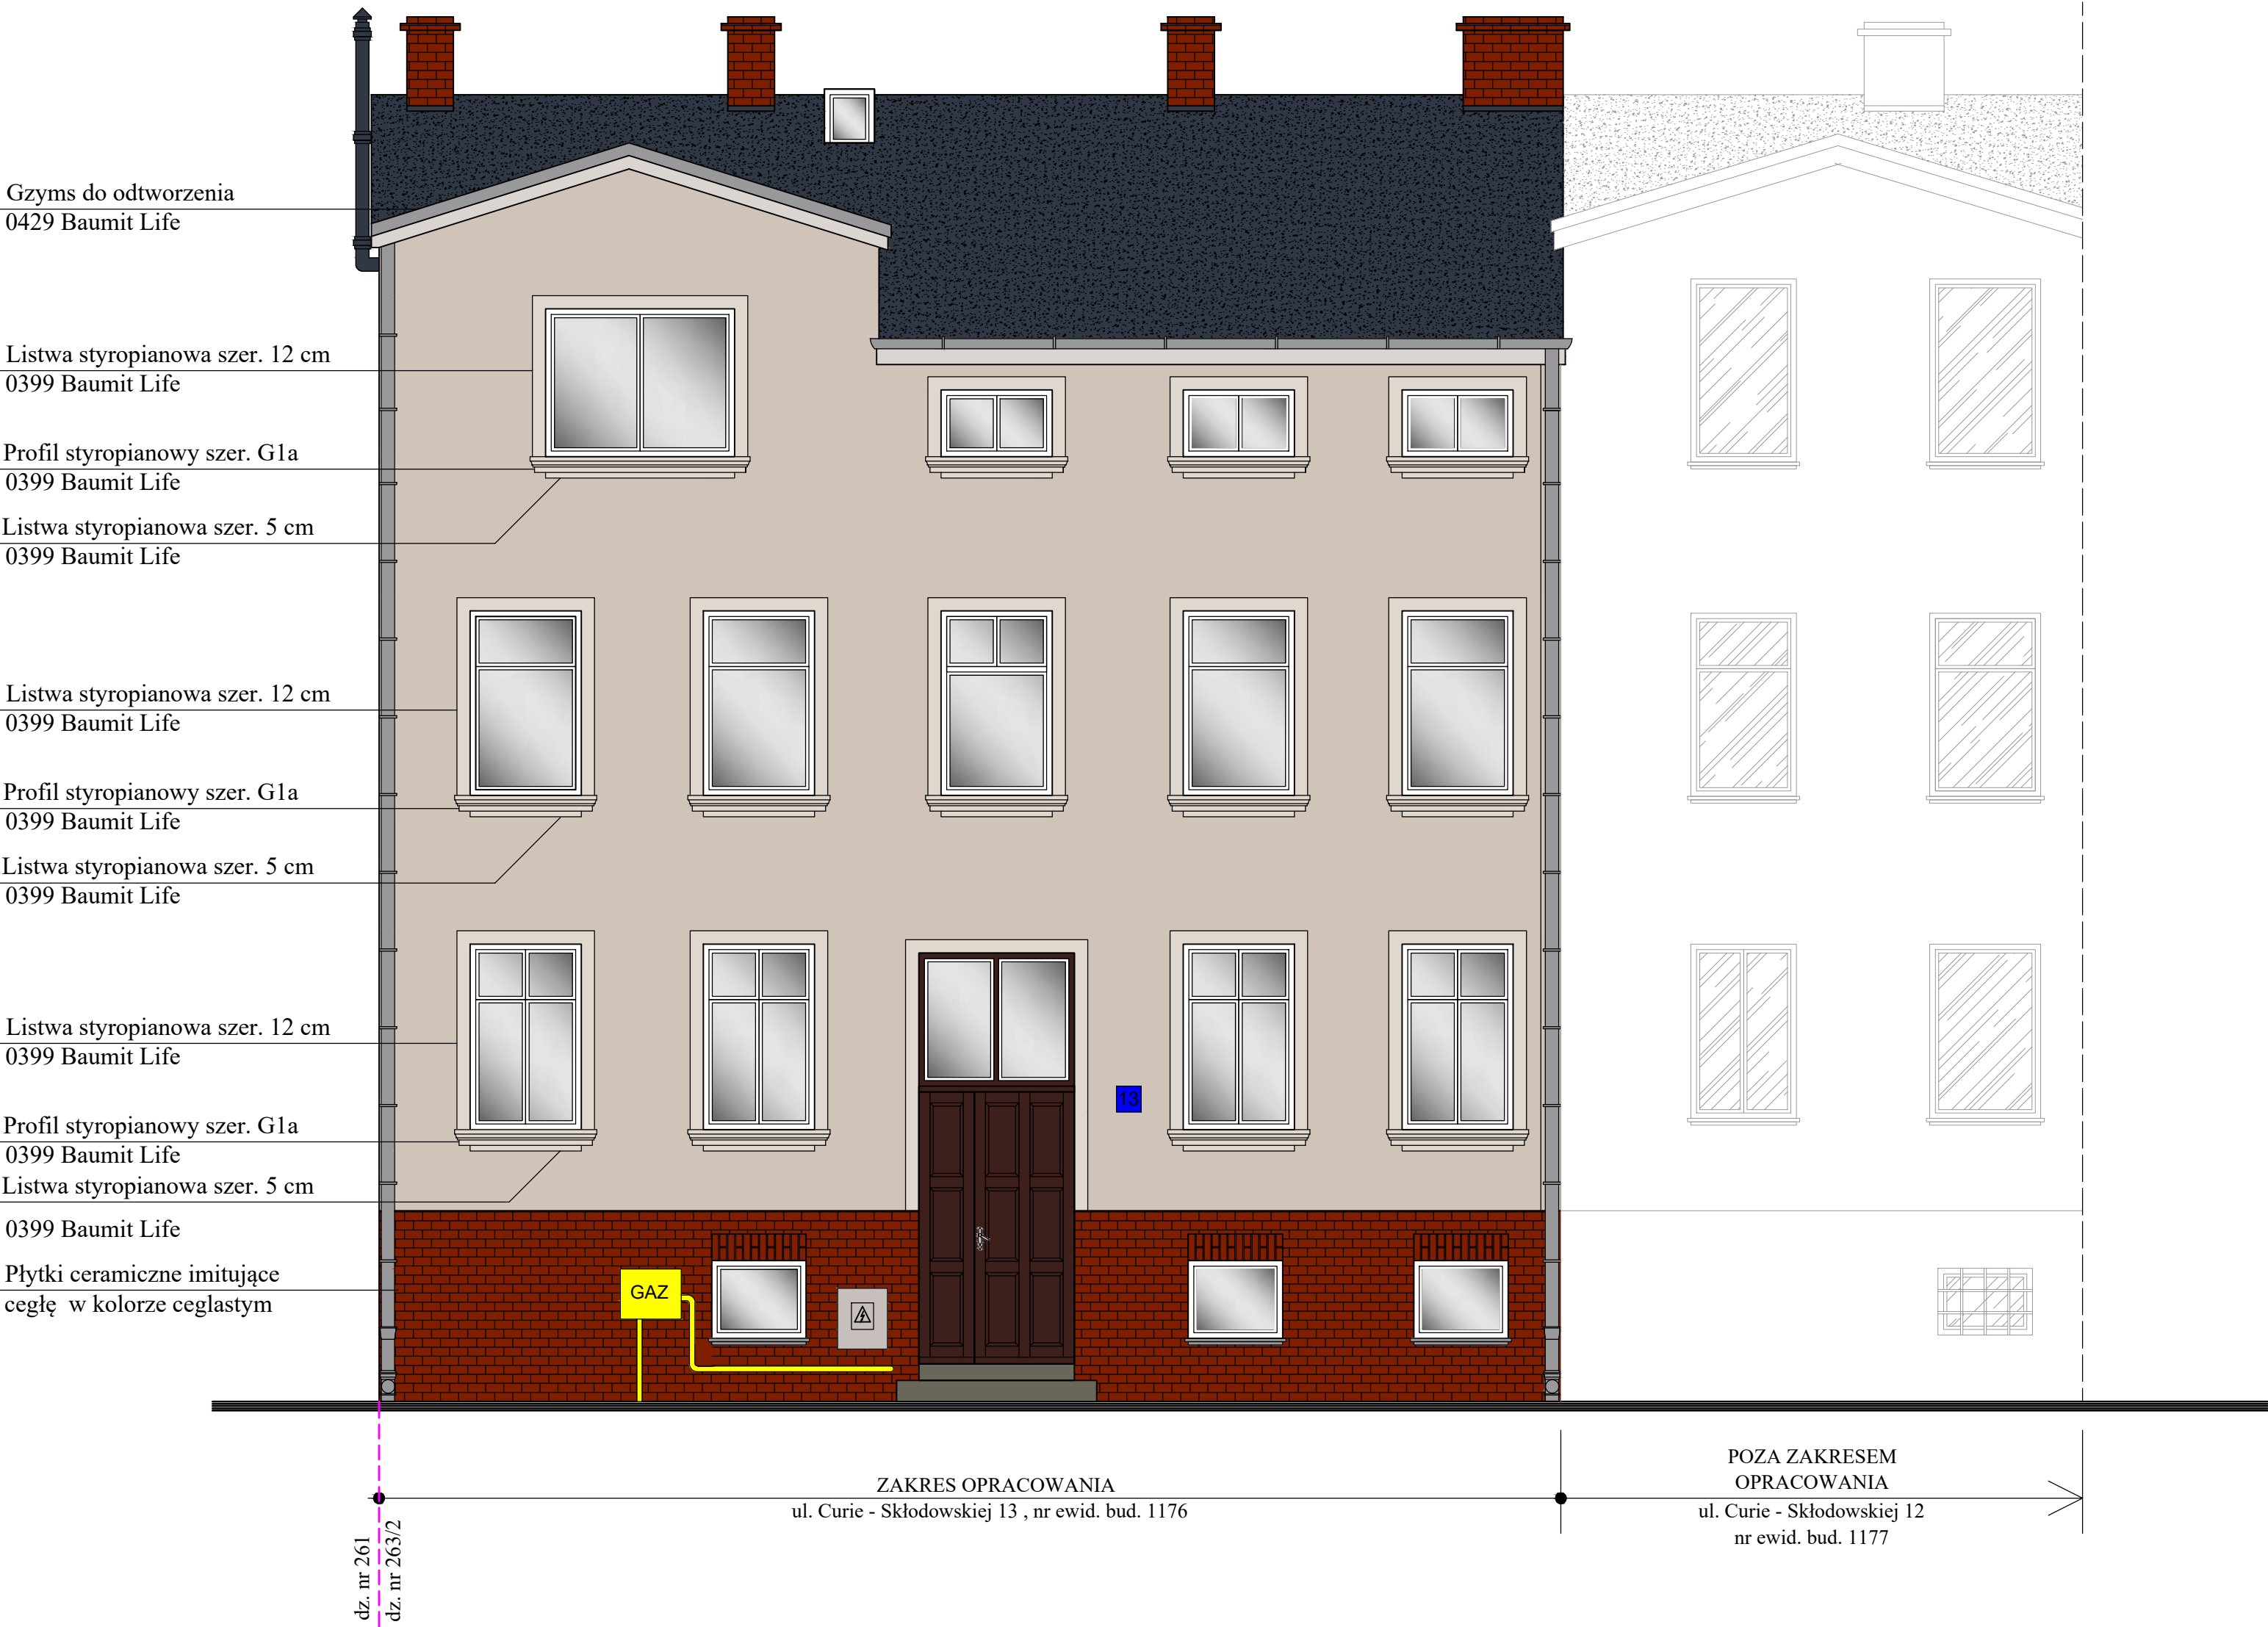 Gzyms do odtworzenia
0429 Baumit Life
Listwa styropianowa szer. 12 cm
0399 Baumit Life
Profil styropianowy szer. G1a
0399 Baumit Life
Listwa styropianowa szer. 5 cm
0399 Baumit Life
Listwa styropianowa szer. 12 cm
0399 Baumit Life
Profil styropianowy szer. G1a
0399 Baumit Life
Listwa styropianowa szer. 5 cm
0399 Baumit Life
Listwa styropianowa szer. 12 cm
0399 Baumit Life
Profil styropianowy szer. G1a
0399 Baumit Life
Listwa styropianowa szer. 5 cm
0399 Baumit Life
Płytki ceramiczne imitujące
cegłę w kolorze ceglastym
13
GAZ
ZAKRES OPRACOWANIA
ul. Curie - Skłodowskiej 13 , nr ewid. bud. 1176
POZA ZAKRESEM
OPRACOWANIA
ul. Curie - Skłodowskiej 12
nr ewid. bud. 1177
dz. nr 261
dz. nr 263/2